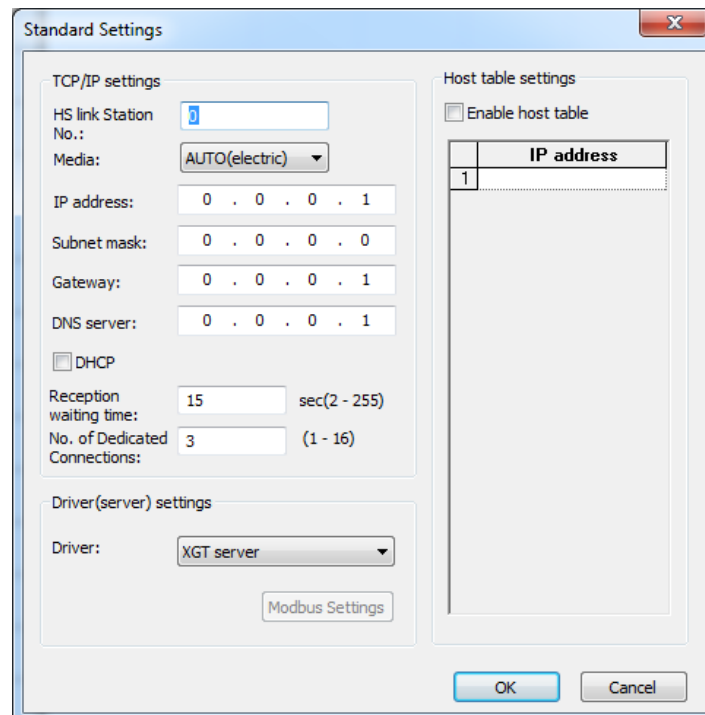 Standard Settings
TCP/IP settings
HS link Station
No.:
0
Media:
AUTO(electric)
IP address:
0 . 0 . 0 . 1
Subnet mask:
0 . 0 . 0 . 0
Gateway:
0 . 0 . 0 . 1
DNS server:
0 . 0 . 0 . 1
DHCP
Reception
waiting time:
15
sec(2 - 255)
No. of Dedicated
Connections:
3
(1 - 16)
Driver(server) settings
Driver:
XGT server
Modbus Settings
Host table settings
Enable host table
IP address
1
OK
Cancel